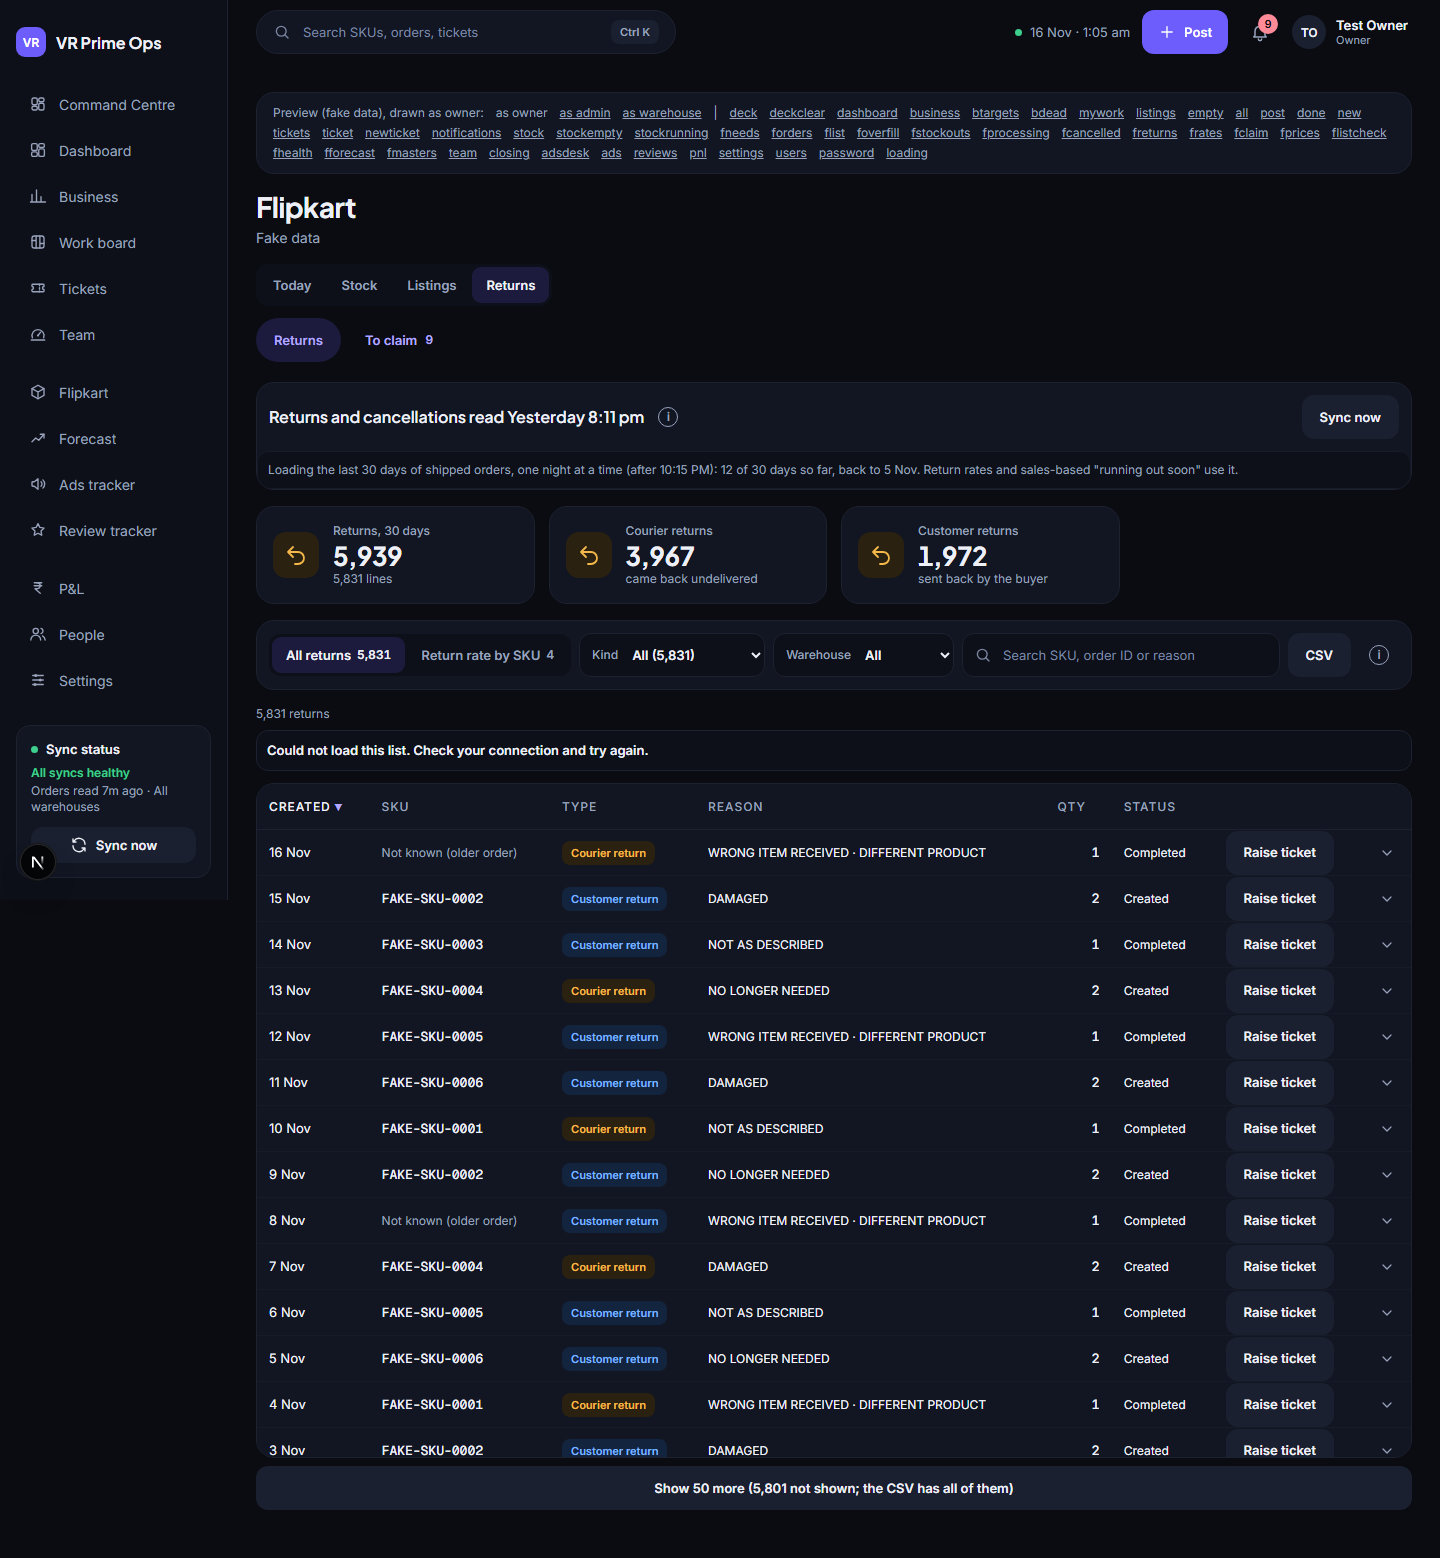 VR VR Prime Ops
Command Centre
Dashboard
Business
Work board
Tickets
Team
Flipkart
Forecast
Ads tracker
Review tracker
P&L
People
Settings
Sync status
All syncs healthy
Orders read 7m ago · All
warehouses
Sync now
N
Search SKUs, orders, tickets Ctrl K
16 Nov · 1:05 am
Post
9
TO
Test Owner
Owner
Preview (fake data), drawn as owner: as owner as admin as warehouse | deck deckclear dashboard business btargets bdead mywork listings empty all post done new
tickets ticket newticket notifications stock stockempty stockrunning fneeds forders flist foverfill fstockouts fprocessing fcancelled freturns frates fclaim fprices flistcheck
fhealth fforecast fmasters team closing adsdesk ads reviews pnl settings users password loading
Flipkart
Fake data
Today Stock Listings Returns
Returns To claim 9
Returns and cancellations read Yesterday 8:11 pm i
Sync now
Loading the last 30 days of shipped orders, one night at a time (after 10:15 PM): 12 of 30 days so far, back to 5 Nov. Return rates and sales-based "running out soon" use it.
Returns, 30 days
5,939
5,831 lines
Courier returns
3,967
came back undelivered
Customer returns
1,972
sent back by the buyer
All returns 5,831 Return rate by SKU 4 Kind All (5,831) Warehouse All Search SKU, order ID or reason CSV i
5,831 returns
Could not load this list. Check your connection and try again.
CREATED ▼ SKU TYPE REASON QTY STATUS
16 Nov Not known (older order) Courier return WRONG ITEM RECEIVED · DIFFERENT PRODUCT 1 Completed Raise ticket
15 Nov FAKE-SKU-0002 Customer return DAMAGED 2 Created Raise ticket
14 Nov FAKE-SKU-0003 Customer return NOT AS DESCRIBED 1 Completed Raise ticket
13 Nov FAKE-SKU-0004 Courier return NO LONGER NEEDED 2 Created Raise ticket
12 Nov FAKE-SKU-0005 Customer return WRONG ITEM RECEIVED · DIFFERENT PRODUCT 1 Completed Raise ticket
11 Nov FAKE-SKU-0006 Customer return DAMAGED 2 Created Raise ticket
10 Nov FAKE-SKU-0001 Courier return NOT AS DESCRIBED 1 Completed Raise ticket
9 Nov FAKE-SKU-0002 Customer return NO LONGER NEEDED 2 Created Raise ticket
8 Nov Not known (older order) Customer return WRONG ITEM RECEIVED · DIFFERENT PRODUCT 1 Completed Raise ticket
7 Nov FAKE-SKU-0004 Courier return DAMAGED 2 Created Raise ticket
6 Nov FAKE-SKU-0005 Customer return NOT AS DESCRIBED 1 Completed Raise ticket
5 Nov FAKE-SKU-0006 Customer return NO LONGER NEEDED 2 Created Raise ticket
4 Nov FAKE-SKU-0001 Courier return WRONG ITEM RECEIVED · DIFFERENT PRODUCT 1 Completed Raise ticket
3 Nov FAKE-SKU-0002 Customer return DAMAGED 2 Created Raise ticket
Show 50 more (5,801 not shown; the CSV has all of them)